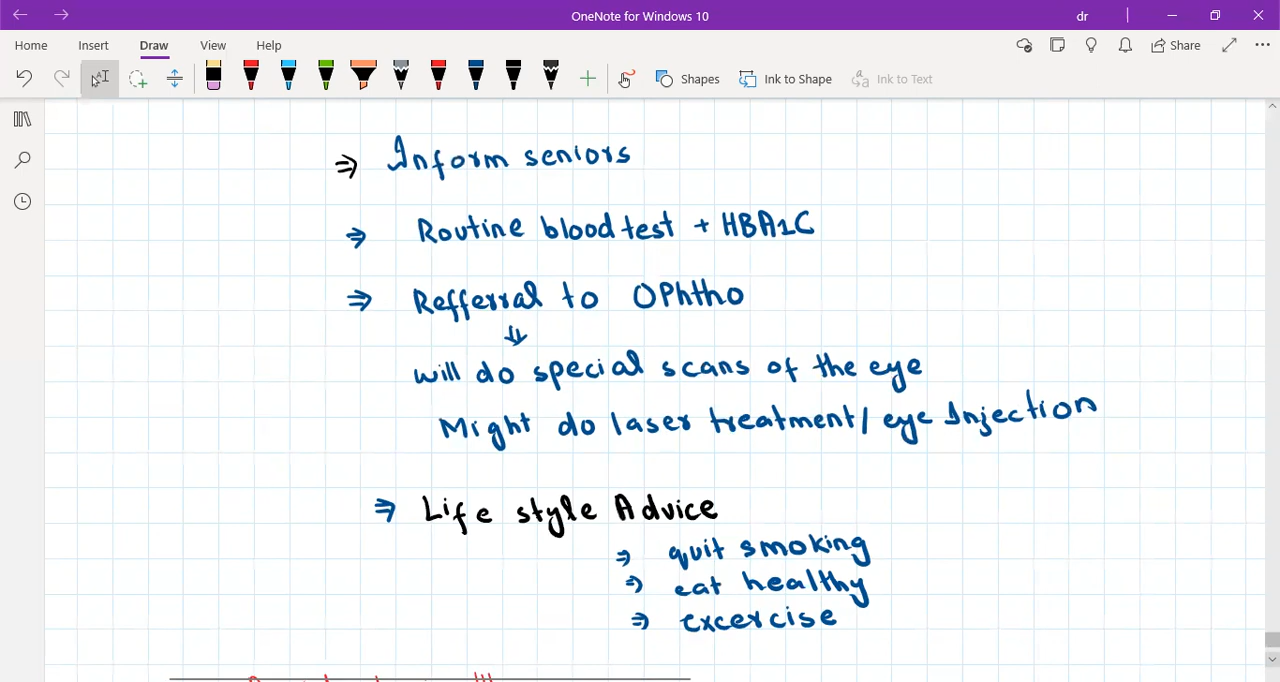 OneNote for Windows 10
dr
Home Insert Draw View Help
Share
Shapes
Ink to Shape
Ink to Text
⇒ Inform seniors
⇒ Routine blood test + HBA1C
⇒ Refferral to OPhtho
↓
will do special scans of the eye
Might do laser treatment/ eye Injection
⇒ Life style Advice
⇒ quit smoking
⇒ eat healthy
⇒ excercise